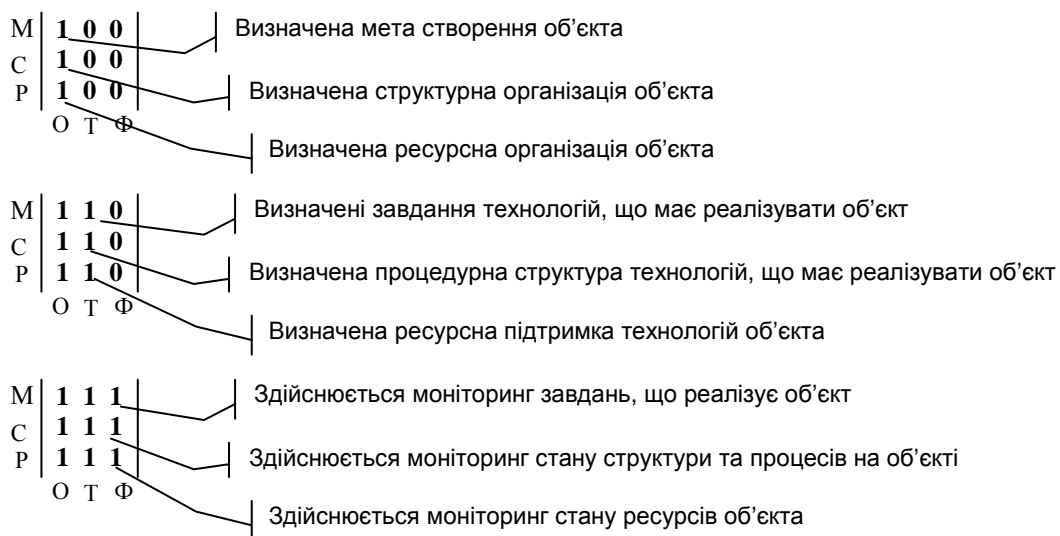 М 1 0 0 Визначена мета створення об’єкта
С 1 0 0
Р 1 0 0 Визначена структурна організація об’єкта
О Т Ф
Визначена ресурсна організація об’єкта
М 1 1 0 Визначені завдання технологій, що має реалізувати об’єкт
С 1 1 0
Р 1 1 0 Визначена процедурна структура технологій, що має реалізувати об’єкт
О Т Ф
Визначена ресурсна підтримка технологій об’єкта
М 1 1 1 Здійснюється моніторинг завдань, що реалізує об’єкт
С 1 1 1
Р 1 1 1 Здійснюється моніторинг стану структури та процесів на об’єкті
О Т Ф
Здійснюється моніторинг стану ресурсів об’єкта